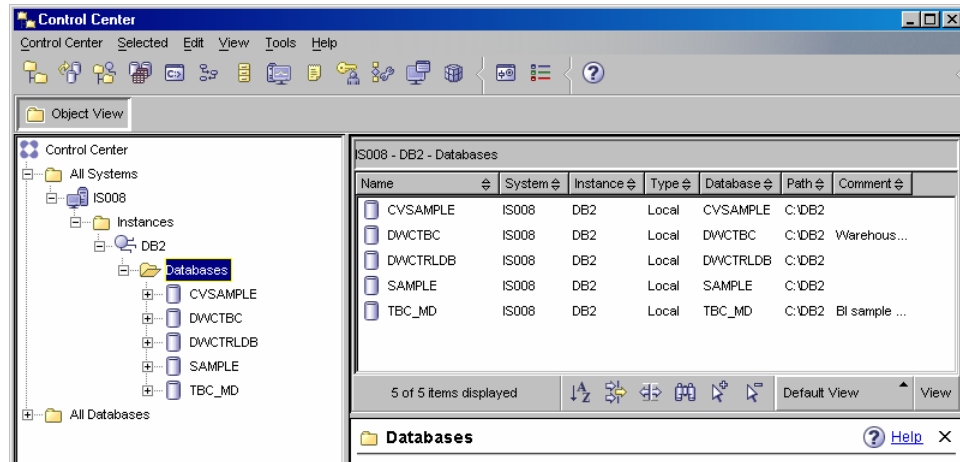 Control Center
Control Center Selected Edit View Tools Help
Object View
Control Center
All Systems
IS008
Instances
DB2
Databases
CVSAMPLE
DWCTBC
DWCTRLDB
SAMPLE
TBC_MD
All Databases
IS008 - DB2 - Databases
Name System Instance Type Database Path Comment
CVSAMPLE IS008 DB2 Local CVSAMPLE C:\DB2
DWCTBC IS008 DB2 Local DWCTBC C:\DB2 Warehous...
DWCTRLDB IS008 DB2 Local DWCTRLDB C:\DB2
SAMPLE IS008 DB2 Local SAMPLE C:\DB2
TBC_MD IS008 DB2 Local TBC_MD C:\DB2 BI sample ...
5 of 5 items displayed Default View View
Databases Help